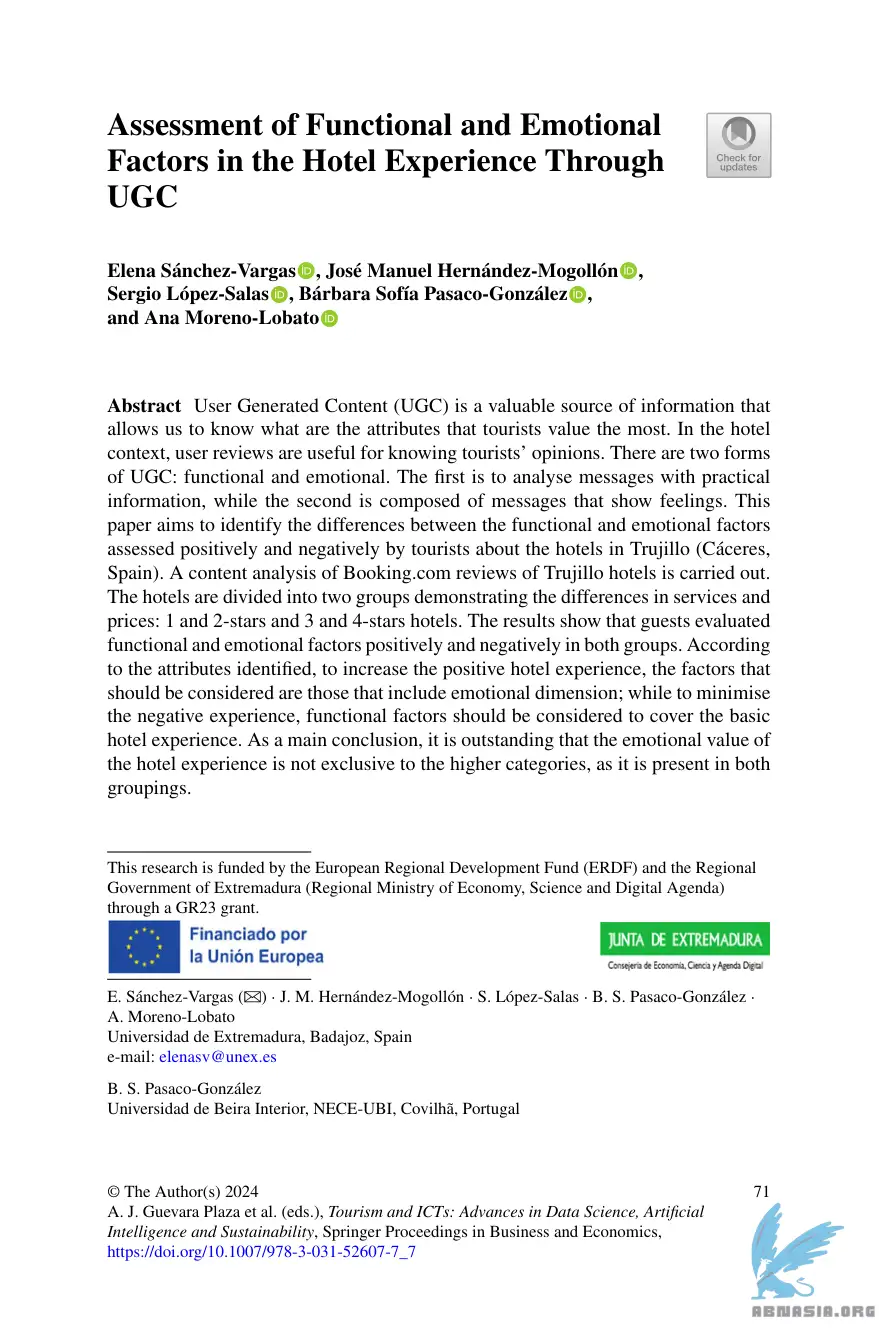 Assessment of Functional and Emotional
Factors in the Hotel Experience Through
UGC
Check for
updates
Elena Sánchez-Vargas, José Manuel Hernández-Mogollón,
Sergio López-Salas, Bárbara Sofía Pasaco-González,
and Ana Moreno-Lobato
Abstract User Generated Content (UGC) is a valuable source of information that
allows us to know what are the attributes that tourists value the most. In the hotel
context, user reviews are useful for knowing tourists’ opinions. There are two forms
of UGC: functional and emotional. The first is to analyse messages with practical
information, while the second is composed of messages that show feelings. This
paper aims to identify the differences between the functional and emotional factors
assessed positively and negatively by tourists about the hotels in Trujillo (Cáceres,
Spain). A content analysis of Booking.com reviews of Trujillo hotels is carried out.
The hotels are divided into two groups demonstrating the differences in services and
prices: 1 and 2-stars and 3 and 4-stars hotels. The results show that guests evaluated
functional and emotional factors positively and negatively in both groups. According
to the attributes identified, to increase the positive hotel experience, the factors that
should be considered are those that include emotional dimension; while to minimise
the negative experience, functional factors should be considered to cover the basic
hotel experience. As a main conclusion, it is outstanding that the emotional value of
the hotel experience is not exclusive to the higher categories, as it is present in both
groupings.
This research is funded by the European Regional Development Fund (ERDF) and the Regional
Government of Extremadura (Regional Ministry of Economy, Science and Digital Agenda)
through a GR23 grant.
Financiado por
la Unión Europea
JUNTA DE EXTREMADURA
Consejería de Economía, Ciencia y Agenda Digital
E. Sánchez-Vargas (✉) · J. M. Hernández-Mogollón · S. López-Salas · B. S. Pasaco-González ·
A. Moreno-Lobato
Universidad de Extremadura, Badajoz, Spain
e-mail: elenasv@unex.es
B. S. Pasaco-González
Universidad de Beira Interior, NECE-UBI, Covilhã, Portugal
© The Author(s) 2024 71
A. J. Guevara Plaza et al. (eds.), Tourism and ICTs: Advances in Data Science, Artificial
Intelligence and Sustainability, Springer Proceedings in Business and Economics,
https://doi.org/10.1007/978-3-031-52607-7_7
ABNASIA.ORG